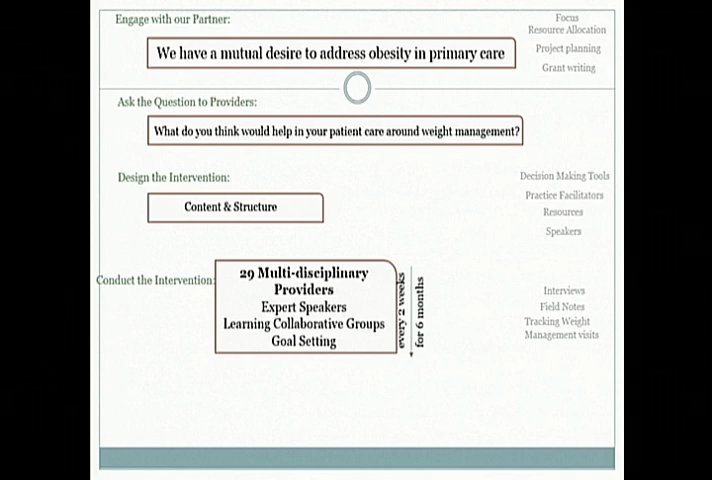 Engage with our Partner:
Focus
Resource Allocation
Project planning
Grant writing
We have a mutual desire to address obesity in primary care
Ask the Question to Providers:
What do you think would help in your patient care around weight management?
Design the Intervention:
Content & Structure
Decision Making Tools
Practice Facilitators
Resources
Speakers
Conduct the Intervention:
29 Multi-disciplinary
Providers
Expert Speakers
Learning Collaborative Groups
Goal Setting
every 2 weeks
for 6 months
Interviews
Field Notes
Tracking Weight
Management visits